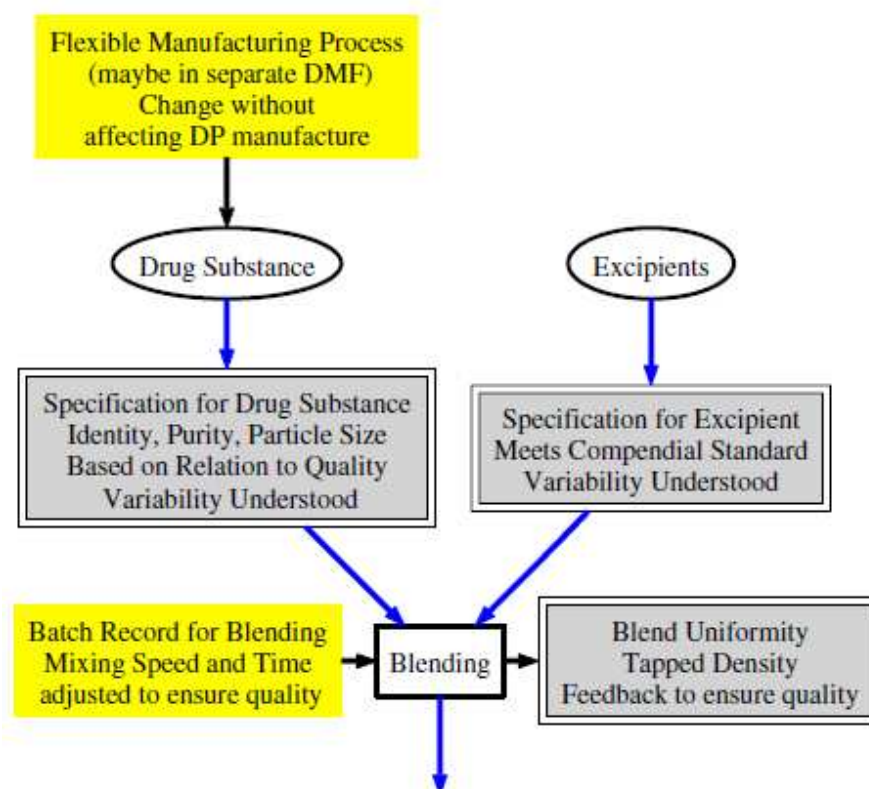 Flexible Manufacturing Process
(maybe in separate DMF)
Change without
affecting DP manufacture
Drug Substance
Excipients
Specification for Drug Substance
Identity, Purity, Particle Size
Based on Relation to Quality
Variability Understood
Specification for Excipient
Meets Compendial Standard
Variability Understood
Batch Record for Blending
Mixing Speed and Time
adjusted to ensure quality
Blending
Blend Uniformity
Tapped Density
Feedback to ensure quality